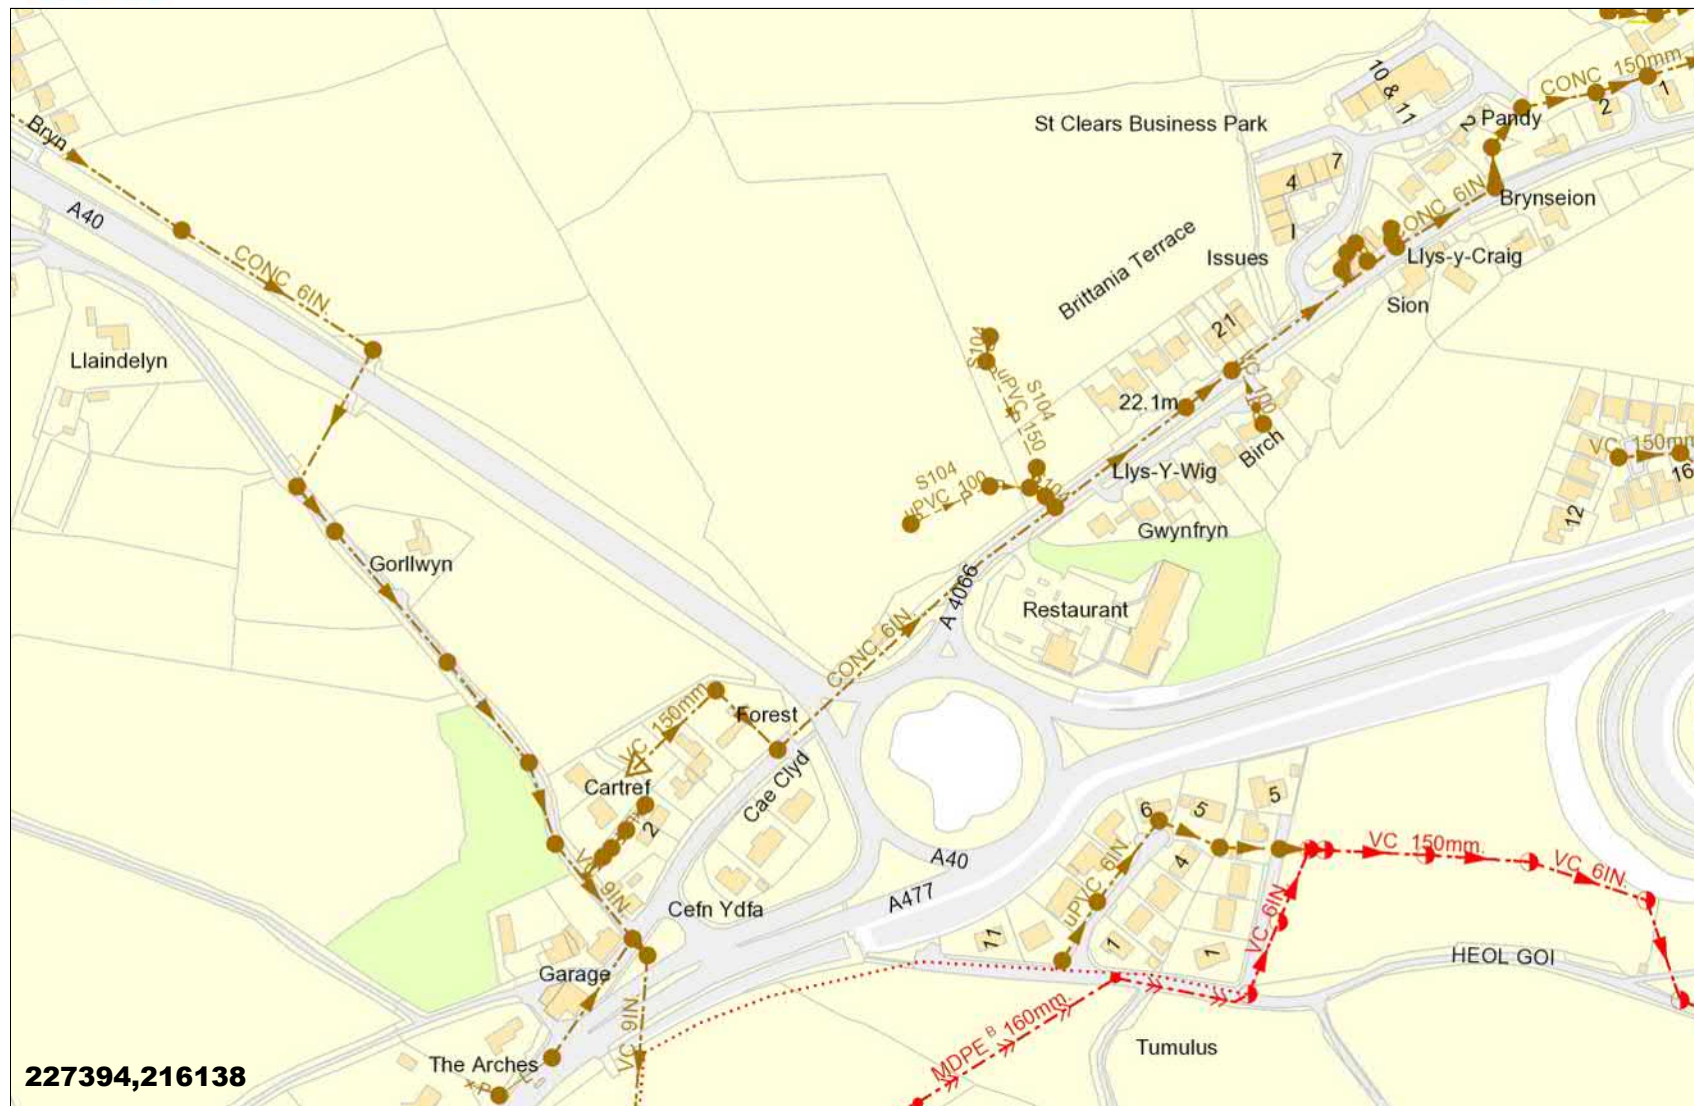 Bryn
A40
CONC 6IN.
Llaindelyn
Gorllwyn
St Clears Business Park
10 & 11
CONC 150mm.
Pandy
2
2
1
7
4
1
CONC 6IN.
Brynseion
Brittania Terrace
Issues
Llys-y-Craig
Sion
21
S104
S104
uPVC 150
22.1m
VC 100
Birch
Llys-Y-Wig
S104
uPVC 100
S104
Gwynfryn
VC 150mm
16
12
A 4066
Restaurant
CONC 6IN.
VC 150mm
Forest
Cartref
Cae Clyd
2
VC 9IN.
Cefn Ydfa
A40
A477
6
5
5
4
uPVC 6IN.
11
1
1
VC 150mm.
VC 6IN.
VC 6IN.
HEOL GOI
Garage
VC 9IN.
The Arches
MDPE B 160mm.
Tumulus
227394,216138